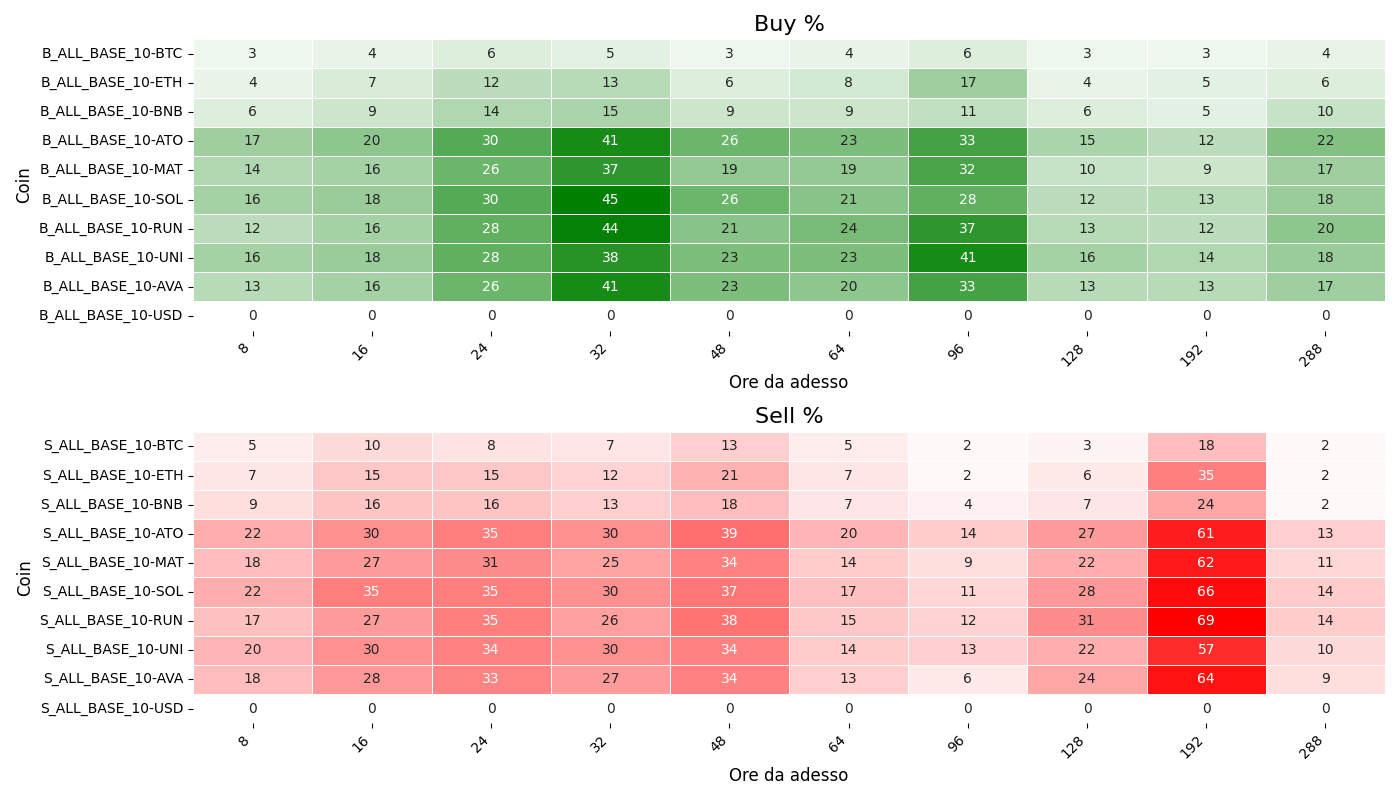 Buy %
Coin
B_ALL_BASE_10-BTC 3 4 6 5 3 4 6 3 3 4
B_ALL_BASE_10-ETH 4 7 12 13 6 8 17 4 5 6
B_ALL_BASE_10-BNB 6 9 14 15 9 9 11 6 5 10
B_ALL_BASE_10-ATO 17 20 30 41 26 23 33 15 12 22
B_ALL_BASE_10-MAT 14 16 26 37 19 19 32 10 9 17
B_ALL_BASE_10-SOL 16 18 30 45 26 21 28 12 13 18
B_ALL_BASE_10-RUN 12 16 28 44 21 24 37 13 12 20
B_ALL_BASE_10-UNI 16 18 28 38 23 23 41 16 14 18
B_ALL_BASE_10-AVA 13 16 26 41 23 20 33 13 13 17
B_ALL_BASE_10-USD 0 0 0 0 0 0 0 0 0 0
8 16 24 32 48 64 96 128 192 288
Ore da adesso
Sell %
Coin
S_ALL_BASE_10-BTC 5 10 8 7 13 5 2 3 18 2
S_ALL_BASE_10-ETH 7 15 15 12 21 7 2 6 35 2
S_ALL_BASE_10-BNB 9 16 16 13 18 7 4 7 24 2
S_ALL_BASE_10-ATO 22 30 35 30 39 20 14 27 61 13
S_ALL_BASE_10-MAT 18 27 31 25 34 14 9 22 62 11
S_ALL_BASE_10-SOL 22 35 35 30 37 17 11 28 66 14
S_ALL_BASE_10-RUN 17 27 35 26 38 15 12 31 69 14
S_ALL_BASE_10-UNI 20 30 34 30 34 14 13 22 57 10
S_ALL_BASE_10-AVA 18 28 33 27 34 13 6 24 64 9
S_ALL_BASE_10-USD 0 0 0 0 0 0 0 0 0 0
8 16 24 32 48 64 96 128 192 288
Ore da adesso